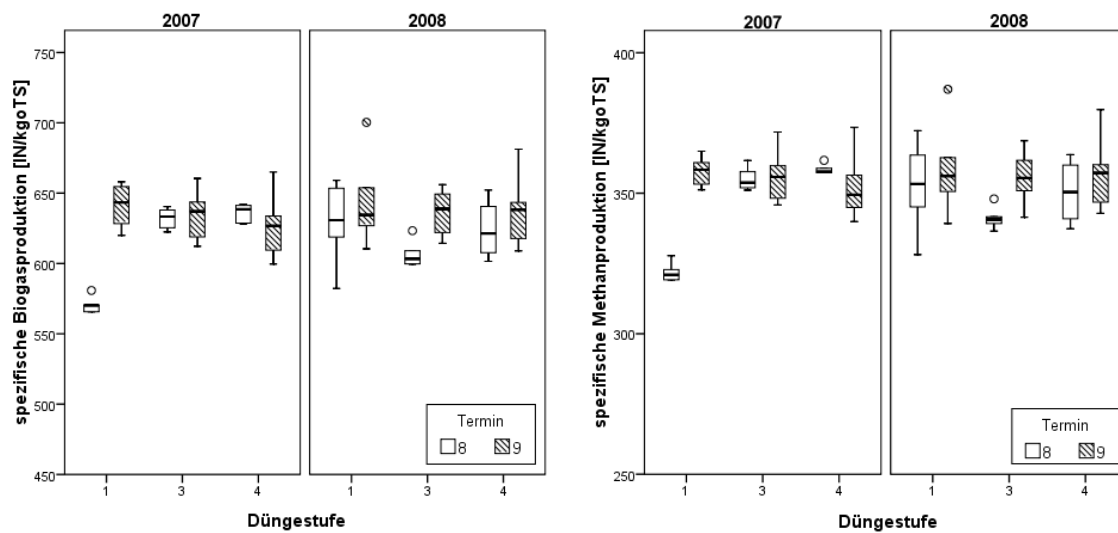 2007 2008
spezifische Biogasproduktion [lN/kgoTS]
750
700
650
600
550
500
450
1 3 4 1 3 4
Termin
8 9
Düngestufe
2007 2008
spezifische Methanproduktion [lN/kgoTS]
400
350
300
250
1 3 4 1 3 4
Termin
8 9
Düngestufe